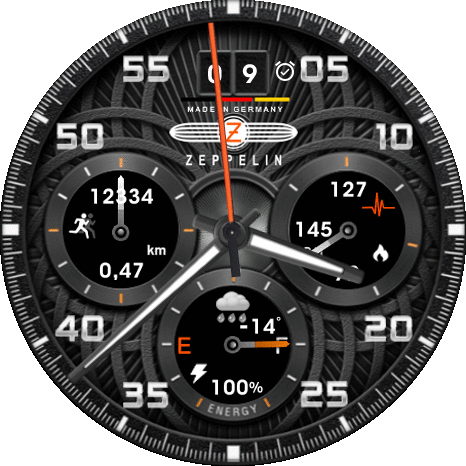 55 0 9 05
MADE IN GERMANY
50 Z 10
ZEPPELIN
12334 127
145
km
0,47
40 -14° 20
E F
35 100% 25
ENERGY